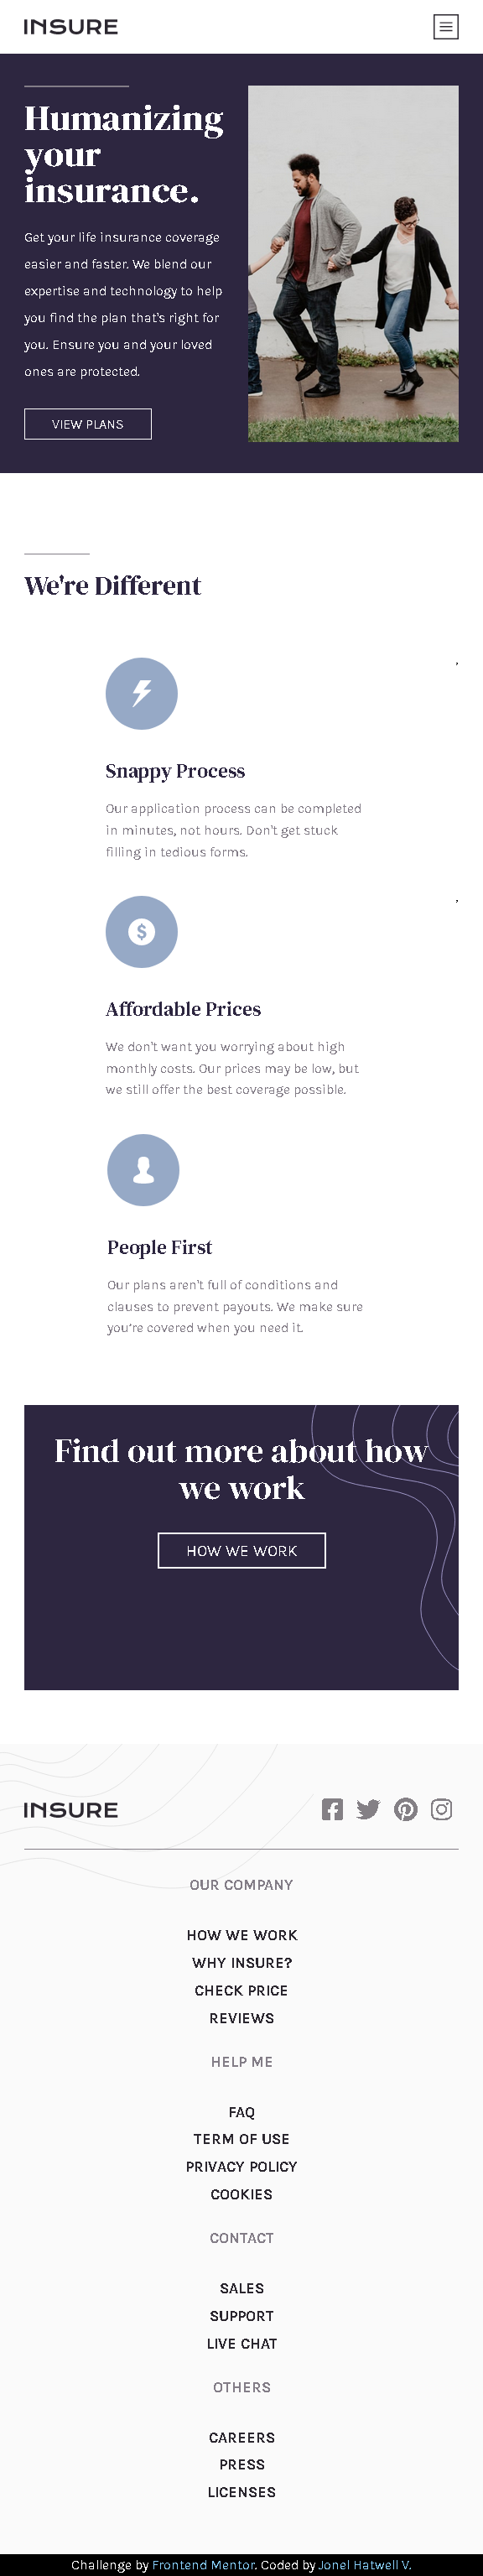 INSURE
Humanizing
your
insurance.
Get your life insurance coverage
easier and faster. We blend our
expertise and technology to help
you find the plan that's right for
you. Ensure you and your loved
ones are protected.
VIEW PLANS
We're Different
,
Snappy Process
Our application process can be completed
in minutes, not hours. Don't get stuck
filling in tedious forms.
,
Affordable Prices
We don't want you worrying about high
monthly costs. Our prices may be low, but
we still offer the best coverage possible.
People First
Our plans aren't full of conditions and
clauses to prevent payouts. We make sure
you're covered when you need it.
Find out more about how
we work
HOW WE WORK
INSURE
OUR COMPANY
HOW WE WORK
WHY INSURE?
CHECK PRICE
REVIEWS
HELP ME
FAQ
TERM OF USE
PRIVACY POLICY
COOKIES
CONTACT
SALES
SUPPORT
LIVE CHAT
OTHERS
CAREERS
PRESS
LICENSES
Challenge by Frontend Mentor. Coded by Jonel Hatwell V.